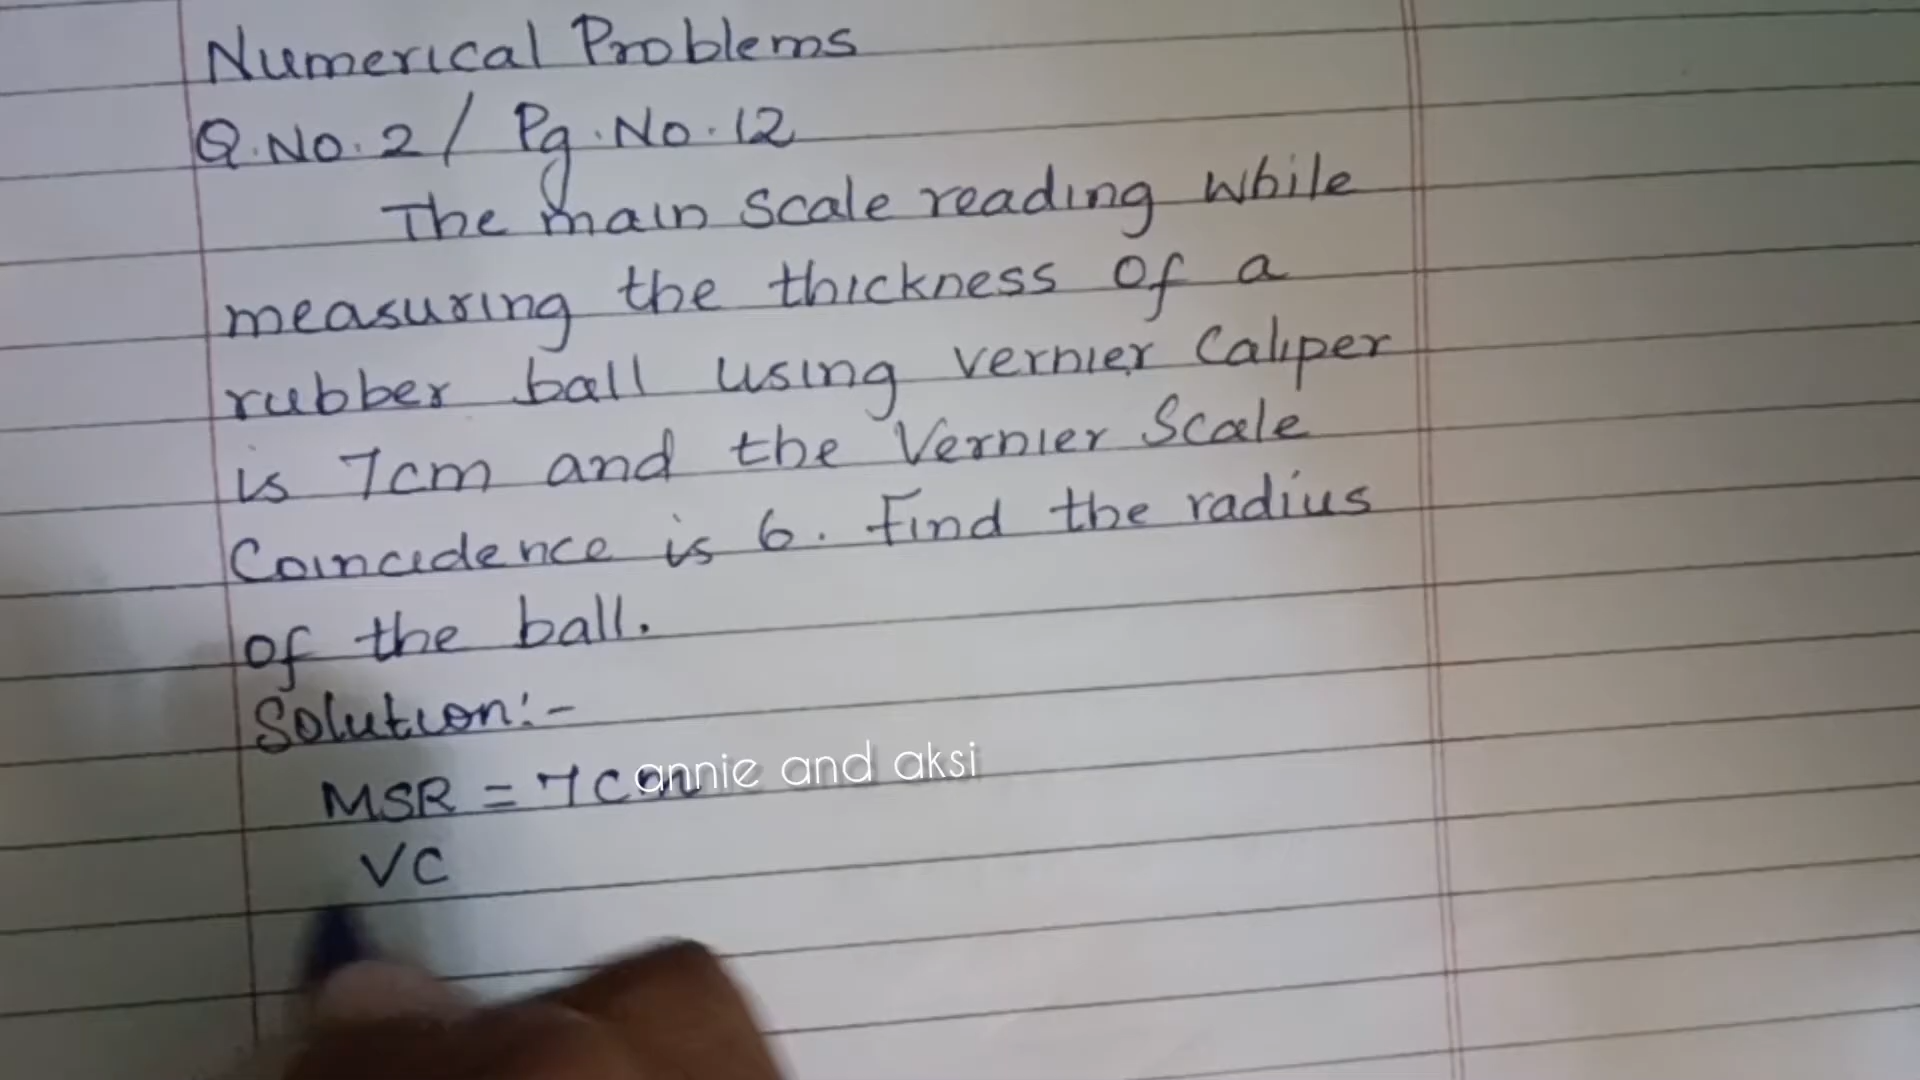 Numerical Problems
Q.No.2/ Pg.No.12
The main scale reading while
measuring the thickness of a
rubber ball using vernier Caliper
is 7cm and the Vernier Scale
Coincidence is 6. Find the radius
of the ball.
Solution:-
MSR = 7cm
annie and aksi
VC